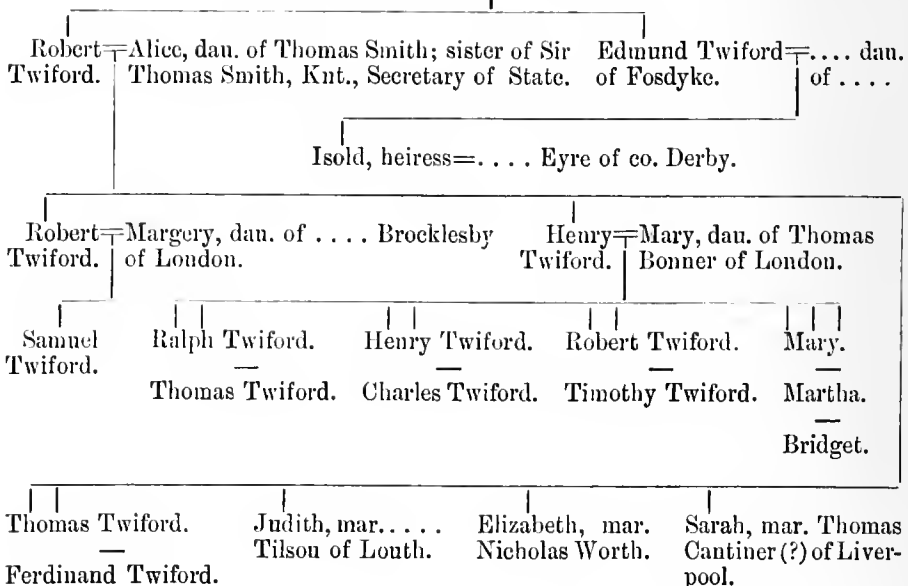 Robert=Alice, dau. of Thomas Smith; sister of Sir
Twiford. Thomas Smith, Knt., Secretary of State.
Edmund Twiford=.... dau.
of Fosdyke. of ....
Isold, heiress=.... Eyre of co. Derby.
Robert=Margery, dau. of .... Brocklesby
Twiford. of London.
Henry=Mary, dau. of Thomas
Twiford. Bonner of London.
Samuel
Twiford.
Ralph Twiford.
Thomas Twiford.
Henry Twiford.
Charles Twiford.
Robert Twiford.
Timothy Twiford.
Mary.
Martha.
Bridget.
Thomas Twiford.
Ferdinand Twiford.
Judith, mar.....
Tilson of Louth.
Elizabeth, mar.
Nicholas Worth.
Sarah, mar. Thomas
Cantiner (?) of Liver-
pool.